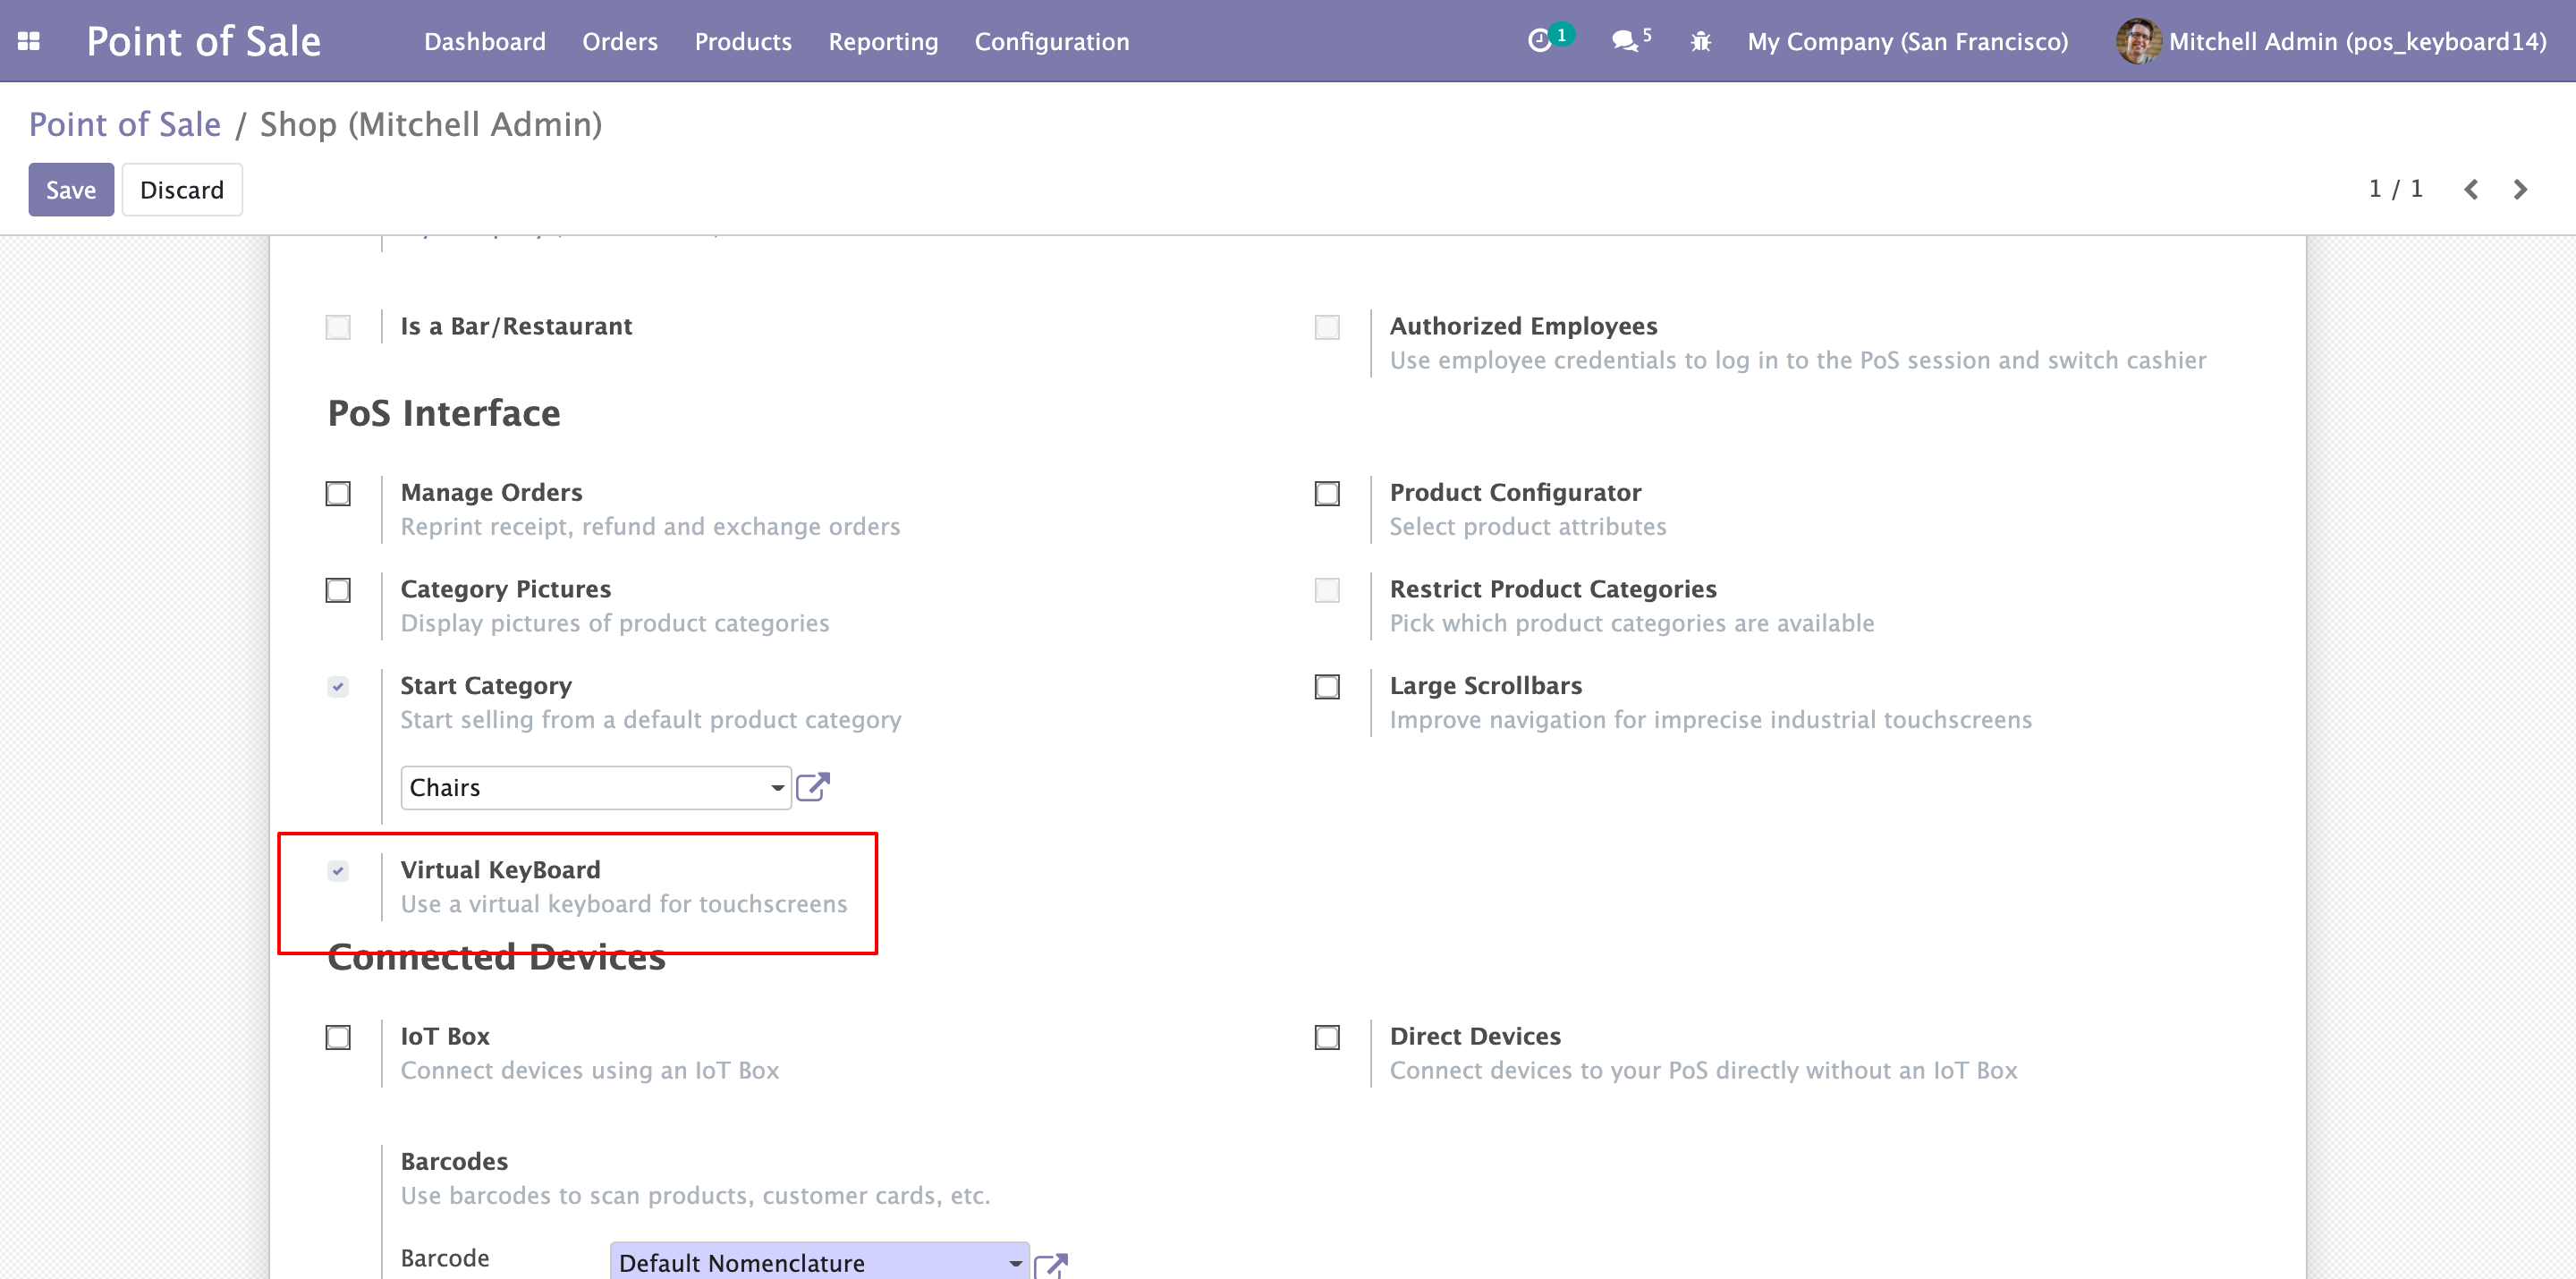 Point of Sale Dashboard Orders Products Reporting Configuration 1 5 My Company (San Francisco) Mitchell Admin (pos_keyboard14)
Point of Sale / Shop (Mitchell Admin)
Save Discard 1 / 1
Is a Bar/Restaurant
Authorized Employees
Use employee credentials to log in to the PoS session and switch cashier
PoS Interface
Manage Orders
Reprint receipt, refund and exchange orders
Product Configurator
Select product attributes
Category Pictures
Display pictures of product categories
Restrict Product Categories
Pick which product categories are available
Start Category
Start selling from a default product category
Chairs
Large Scrollbars
Improve navigation for imprecise industrial touchscreens
Virtual KeyBoard
Use a virtual keyboard for touchscreens
Connected Devices
IoT Box
Connect devices using an IoT Box
Direct Devices
Connect devices to your PoS directly without an IoT Box
Barcodes
Use barcodes to scan products, customer cards, etc.
Barcode Default Nomenclature